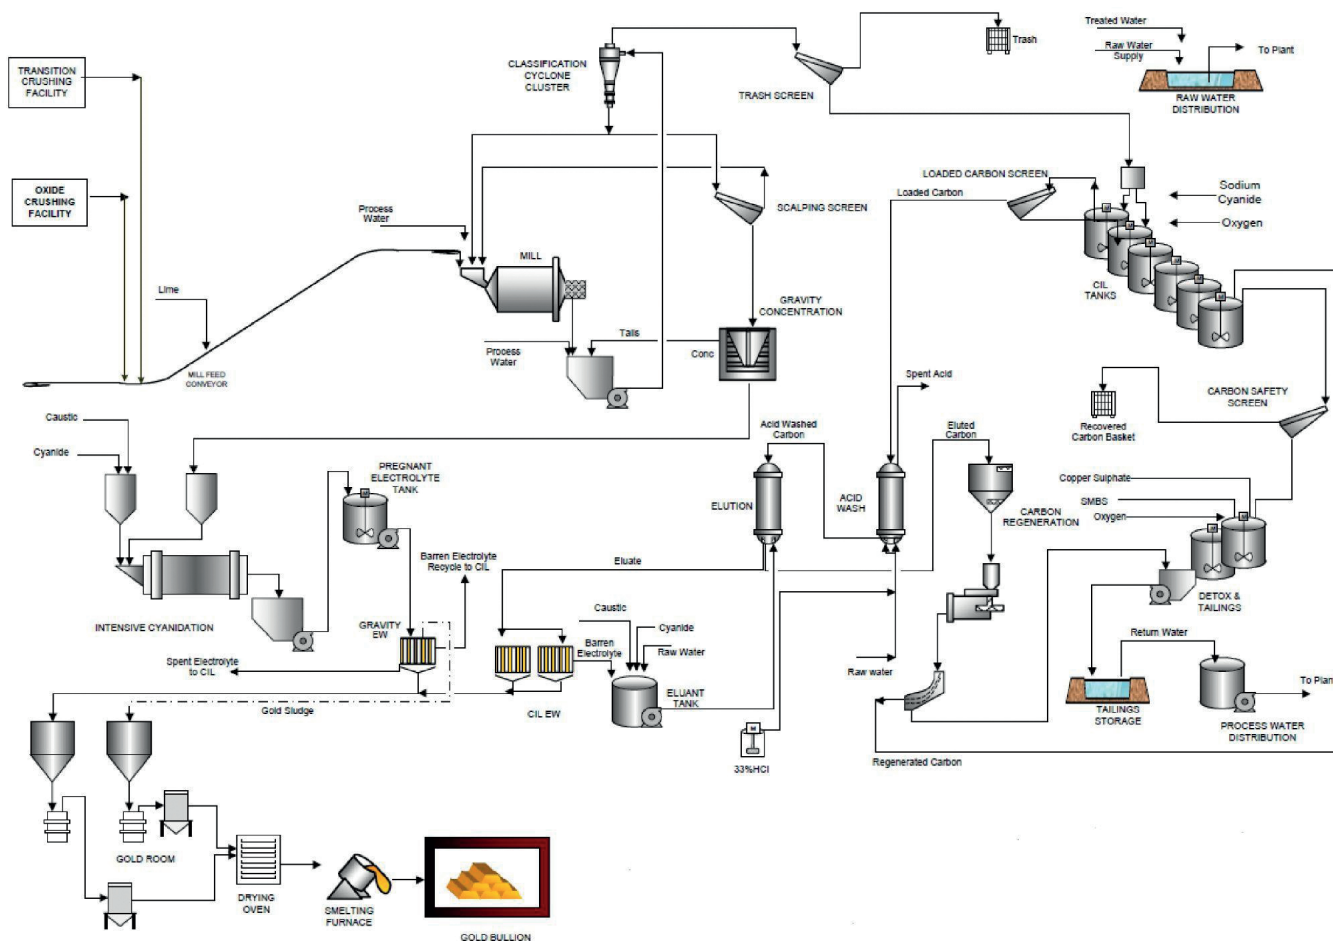 TRANSITION
CRUSHING
FACILITY
OXIDE
CRUSHING
FACILITY
CLASSIFICATION
CYCLONE
CLUSTER
TRASH SCREEN
Trash
Treated Water
Raw Water
Supply
To Plant
RAW WATER
DISTRIBUTION
LOADED CARBON SCREEN
Loaded Carbon
Sodium
Cyanide
Oxygen
CIL
TANKS
Process
Water
SCALPING SCREEN
MILL
Lime
MILL FEED
CONVEYOR
GRAVITY
CONCENTRATION
Tails
Process
Water
Conc
Spent Acid
CARBON SAFETY
SCREEN
Recovered
Carbon Basket
Caustic
Cyanide
PREGNANT
ELECTROLYTE
TANK
Acid Washed
Carbon
Eluted
Carbon
ELUTION
ACID
WASH
CARBON
REGENERATION
Copper Sulphate
SMBS
Oxygen
DETOX &
TAILINGS
INTENSIVE CYANIDATION
Barren Electrolyte
Recycle to CIL
Eluate
GRAVITY
EW
Caustic
Cyanide
Raw Water
Barren
Electrolyte
Spent Electrolyte
to CIL
Gold Sludge
CIL EW
ELUANT
TANK
Raw water
33%HCl
Return Water
To Plant
TAILINGS
STORAGE
PROCESS WATER
DISTRIBUTION
Regenerated Carbon
GOLD ROOM
DRYING
OVEN
SMELTING
FURNACE
GOLD BULLION